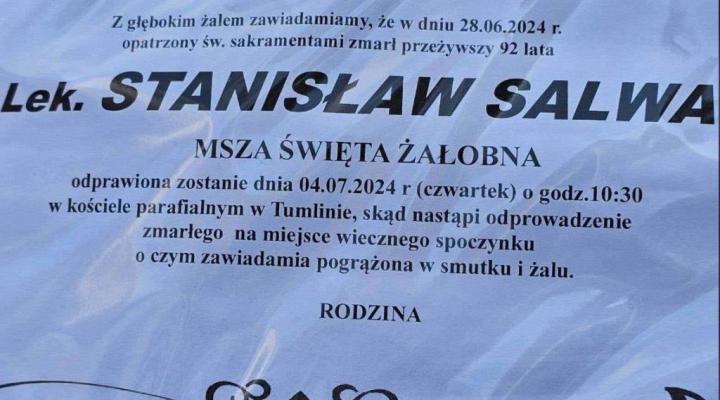 Z głębokim żalem zawiadamiamy, że w dniu 28.06.2024 r.
opatrzony św. sakramentami zmarł przeżywszy 92 lata
Lek. STANISŁAW SALWA
MSZA ŚWIĘTA ŻAŁOBNA
odprawiona zostanie dnia 04.07.2024 r (czwartek) o godz.10:30
w kościele parafialnym w Tumlinie, skąd nastąpi odprowadzenie
zmarłego na miejsce wiecznego spoczynku
o czym zawiadamia pogrążona w smutku i żalu.
RODZINA